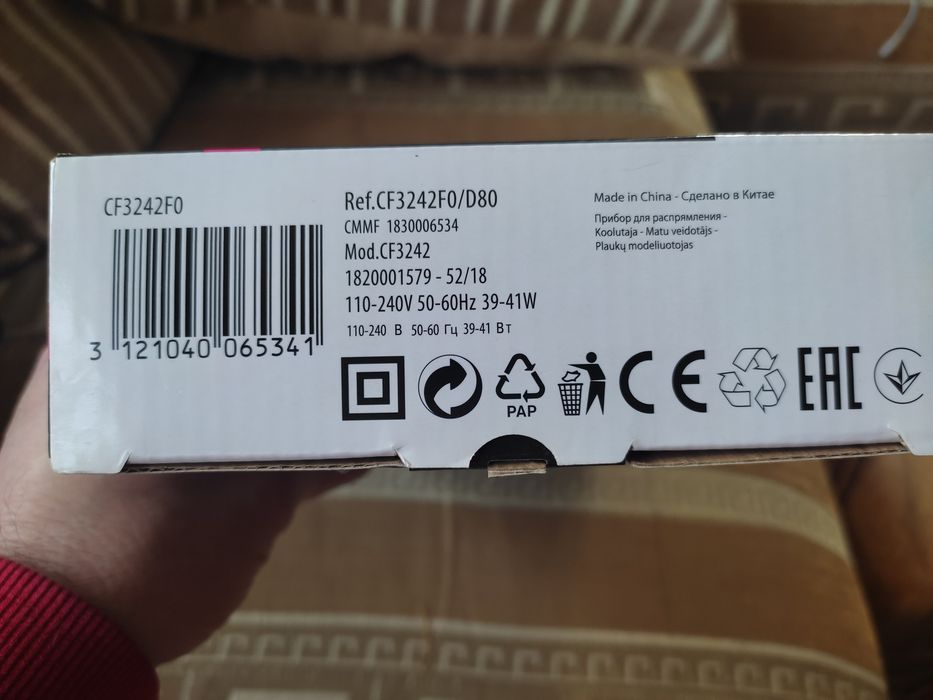 CF3242F0
3 121040 065341
Ref.CF3242F0/D80
CMMF 1830006534
Mod.CF3242
1820001579 - 52/18
110-240V 50-60Hz 39-41W
110-240 В 50-60 Гц 39-41 Вт
Made in China - Сделано в Китае
Прибор для распрямления -
Koolutaja - Matu veidotājs -
Plaukų modeliuotojas
PAP
CE
EAC